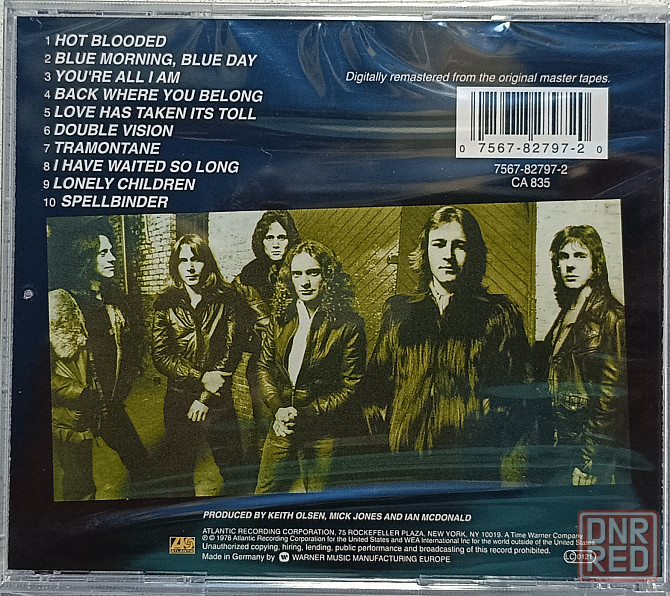 1 HOT BLOODED
2 BLUE MORNING, BLUE DAY
3 YOU'RE ALL I AM
4 BACK WHERE YOU BELONG
5 LOVE HAS TAKEN ITS TOLL
6 DOUBLE VISION
7 TRAMONTANE
8 I HAVE WAITED SO LONG
9 LONELY CHILDREN
10 SPELLBINDER
Digitally remastered from the original master tapes.
0 7567-82797-2 0
7567-82797-2
CA 835
PRODUCED BY KEITH OLSEN, MICK JONES AND IAN MCDONALD
ATLANTIC RECORDING CORPORATION, 75 ROCKEFELLER PLAZA, NEW YORK, NY 10019. A Time Warner Company
℗ © 1978 Atlantic Recording Corporation for the United States and WEA International Inc for the world outside of the United States.
Unauthorized copying, hiring, lending, public performance and broadcasting of this record prohibited.
Made in Germany by WARNER MUSIC MANUFACTURING EUROPE
ATLANTIC
LC 0121
DNR
RED